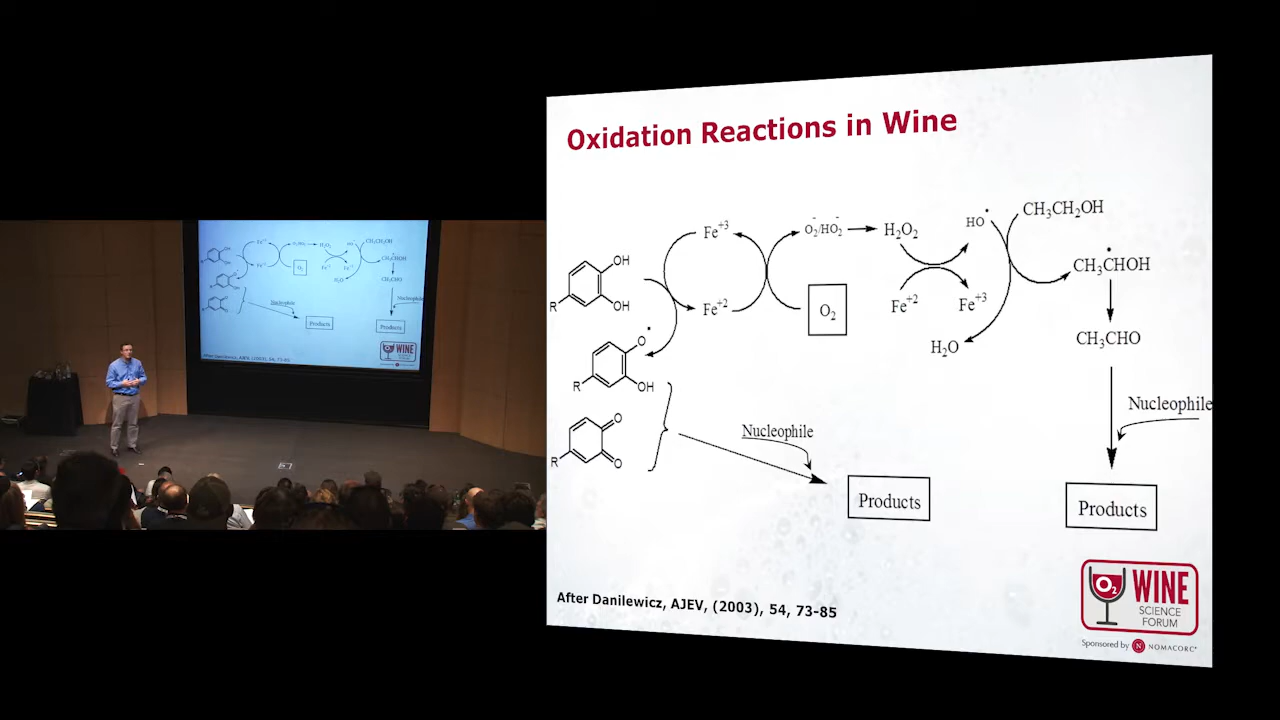 Oxidation Reactions in Wine
Fe+3
O2-/HO2-
H2O2
HO•
CH3CH2OH
OH
OH
R
Fe+2
O2
Fe+2
Fe+3
CH3ĊHOH
H2O
CH3CHO
O•
OH
R
O
O
R
Nucleophile
Products
Nucleophile
Products
After Danilewicz, AJEV, (2003), 54, 73-85
O2
WINE
SCIENCE
FORUM
Sponsored by N NOMACORC